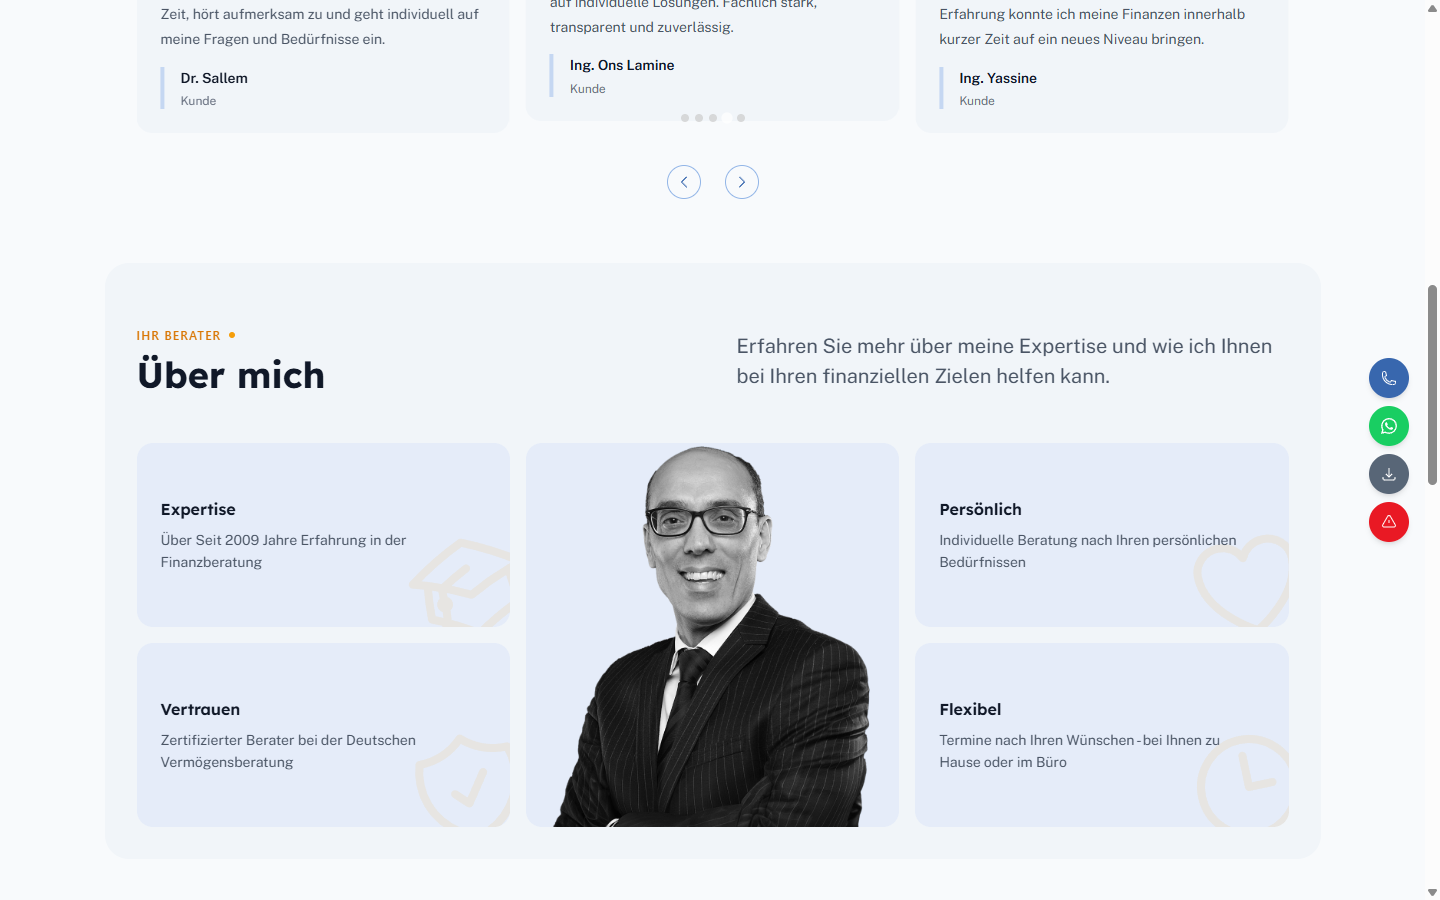 Zeit, hört aufmerksam zu und geht individuell auf
meine Fragen und Bedürfnisse ein.
Dr. Sallem
Kunde
auf individuelle Lösungen. Fachlich stark,
transparent und zuverlässig.
Ing. Ons Lamine
Kunde
Erfahrung konnte ich meine Finanzen innerhalb
kurzer Zeit auf ein neues Niveau bringen.
Ing. Yassine
Kunde
IHR BERATER
Über mich
Erfahren Sie mehr über meine Expertise und wie ich Ihnen
bei Ihren finanziellen Zielen helfen kann.
Expertise
Über Seit 2009 Jahre Erfahrung in der
Finanzberatung
Vertrauen
Zertifizierter Berater bei der Deutschen
Vermögensberatung
Persönlich
Individuelle Beratung nach Ihren persönlichen
Bedürfnissen
Flexibel
Termine nach Ihren Wünschen - bei Ihnen zu
Hause oder im Büro